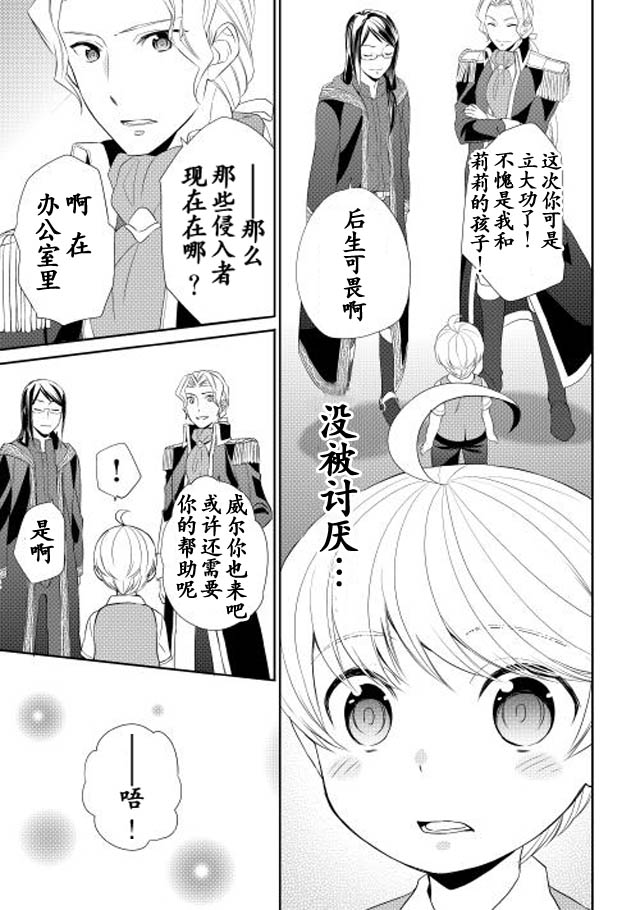 这次你可是
立大功了！
不愧是我和
莉莉的孩子！
后生可畏啊
没被讨厌…
——那么
那些侵入者
现在在哪？
啊 在
办公室里
威尔你也来吧
或许还需要
你的帮助呢
！
是啊
——唔！